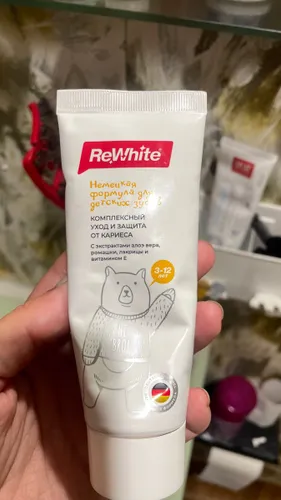 ReWhite
Немецкая
формула для
детских зубов
КОМПЛЕКСНЫЙ
УХОД И ЗАЩИТА
ОТ КАРИЕСА
С экстрактами алоэ вера,
ромашки, лакрицы и
витамином Е
3-12
лет